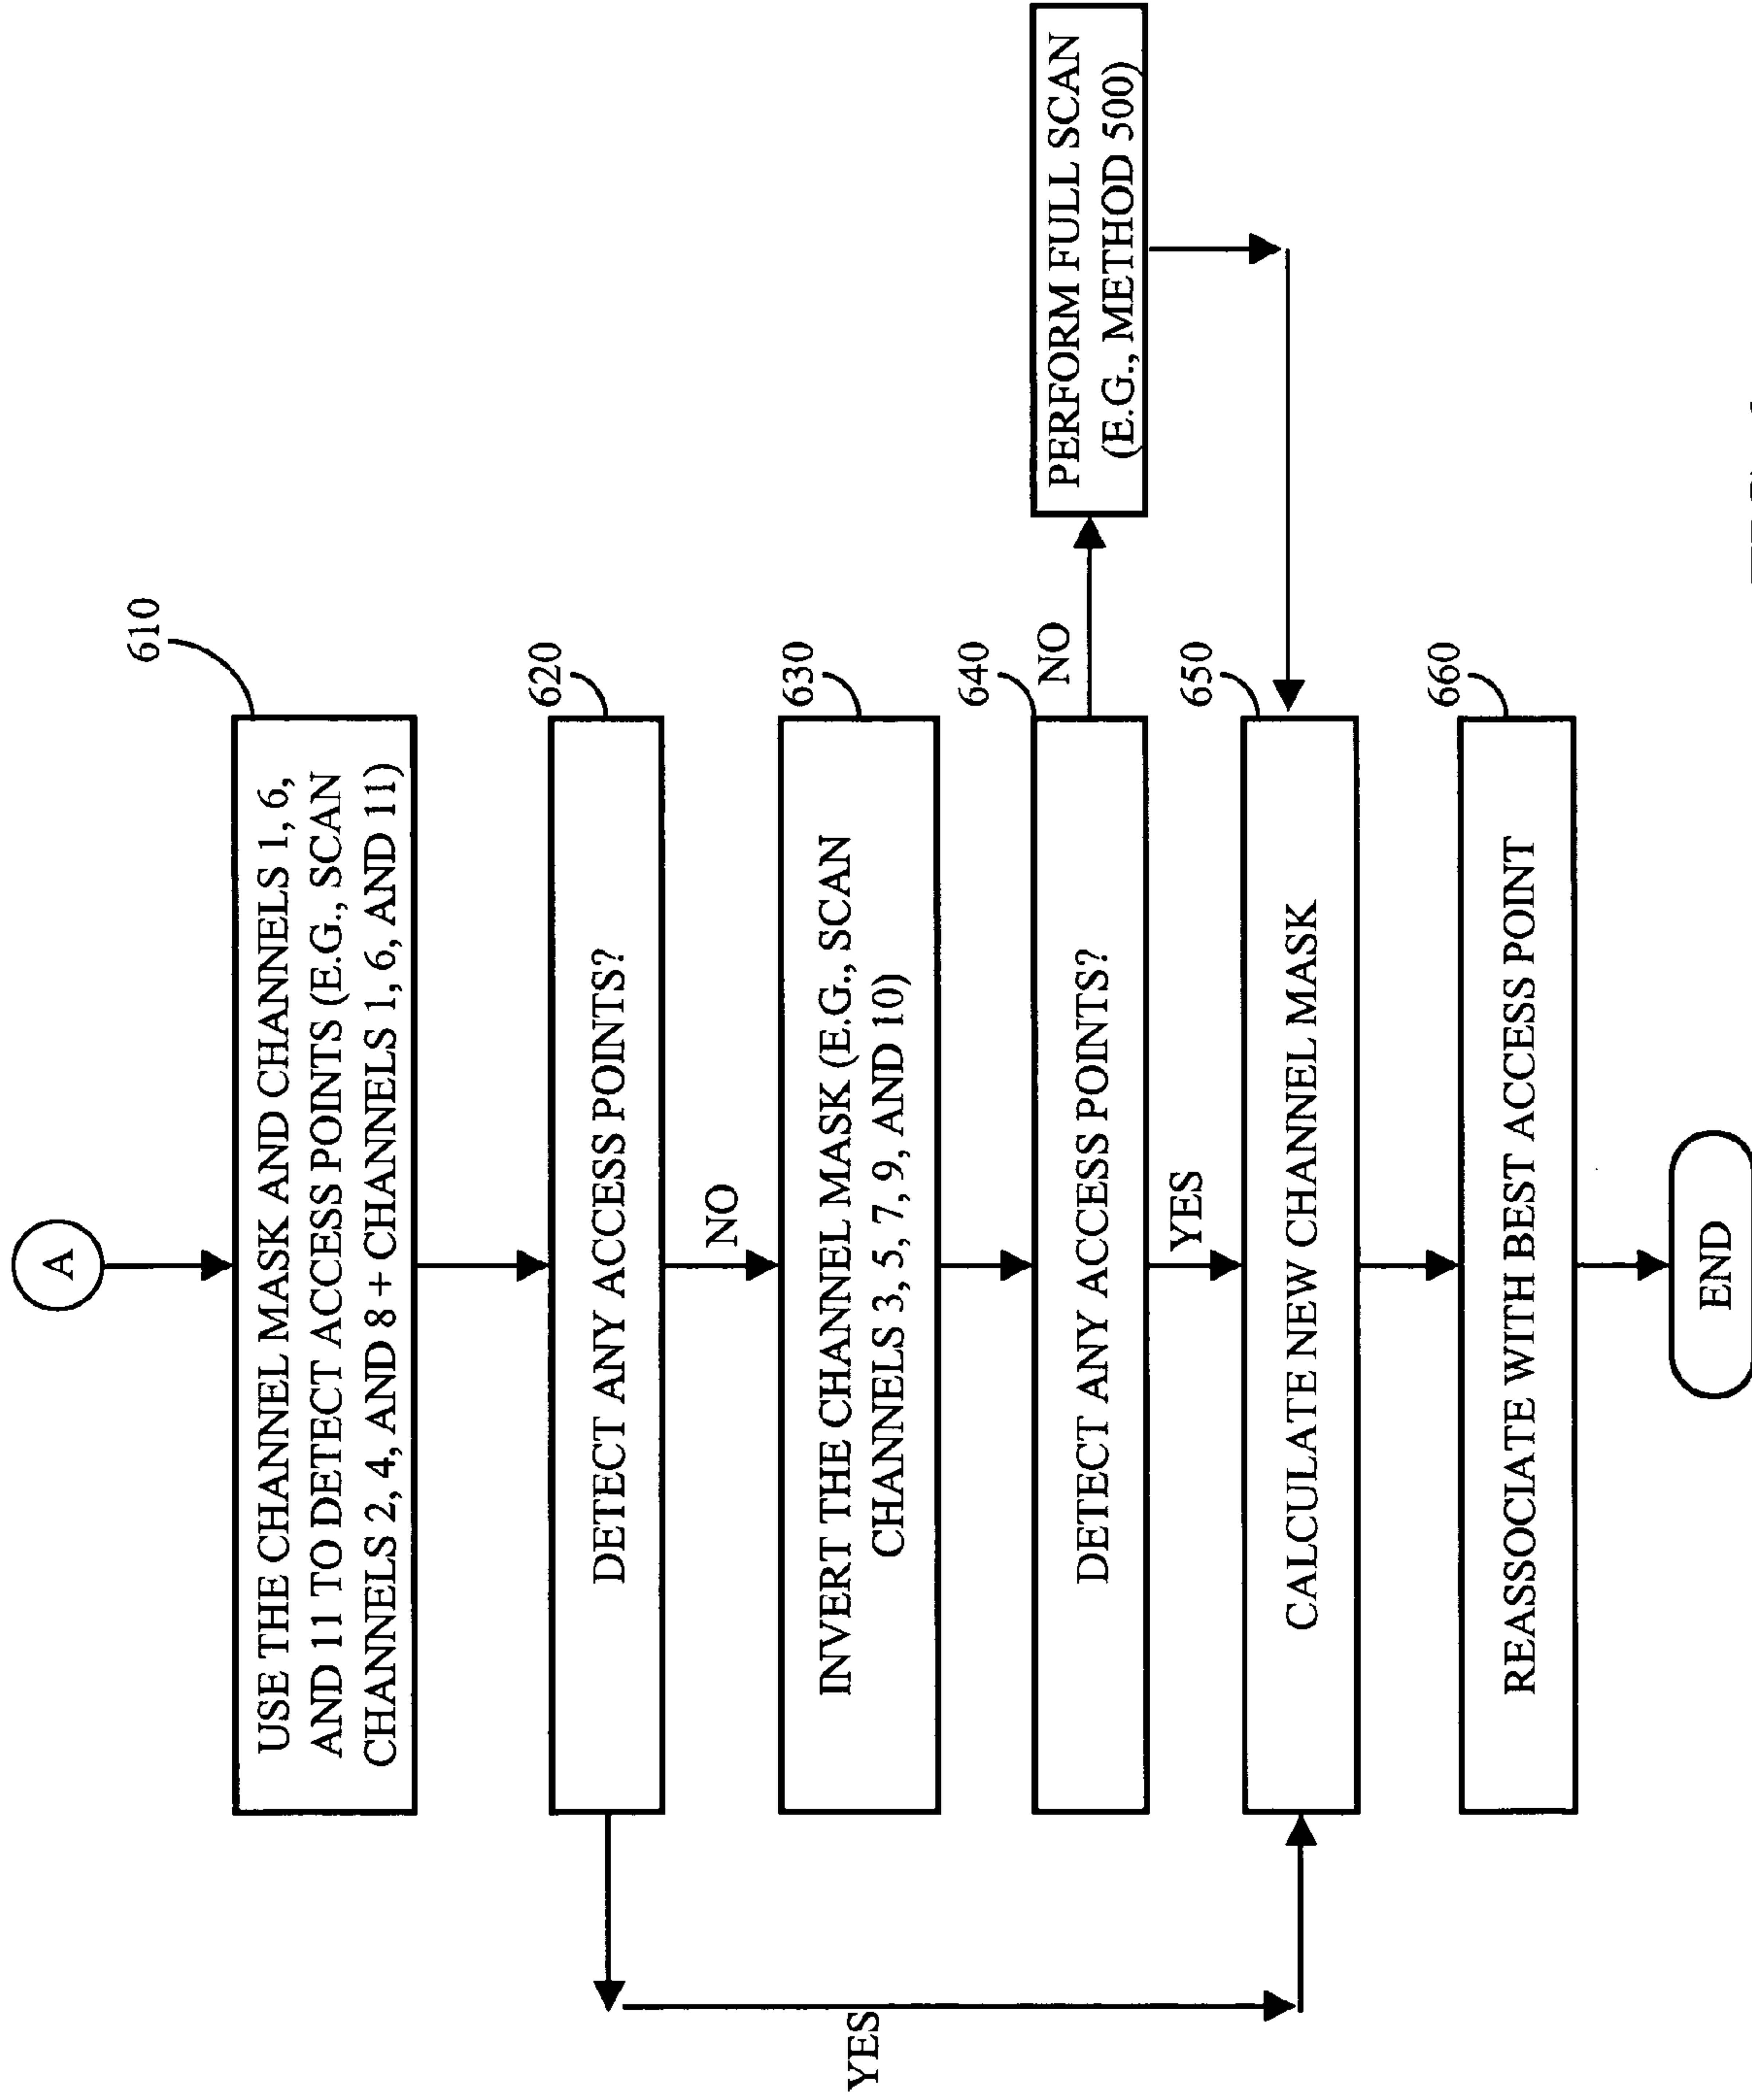 A
610
USE THE CHANNEL MASK AND CHANNELS 1, 6,
AND 11 TO DETECT ACCESS POINTS (E.G., SCAN
CHANNELS 2, 4, AND 8 + CHANNELS 1, 6, AND 11)
620
DETECT ANY ACCESS POINTS?
YES
NO
630
INVERT THE CHANNEL MASK (E.G., SCAN
CHANNELS 3, 5, 7, 9, AND 10)
640
DETECT ANY ACCESS POINTS?
NO
PERFORM FULL SCAN
(E.G., METHOD 500)
YES
650
CALCULATE NEW CHANNEL MASK
660
REASSOCIATE WITH BEST ACCESS POINT
END